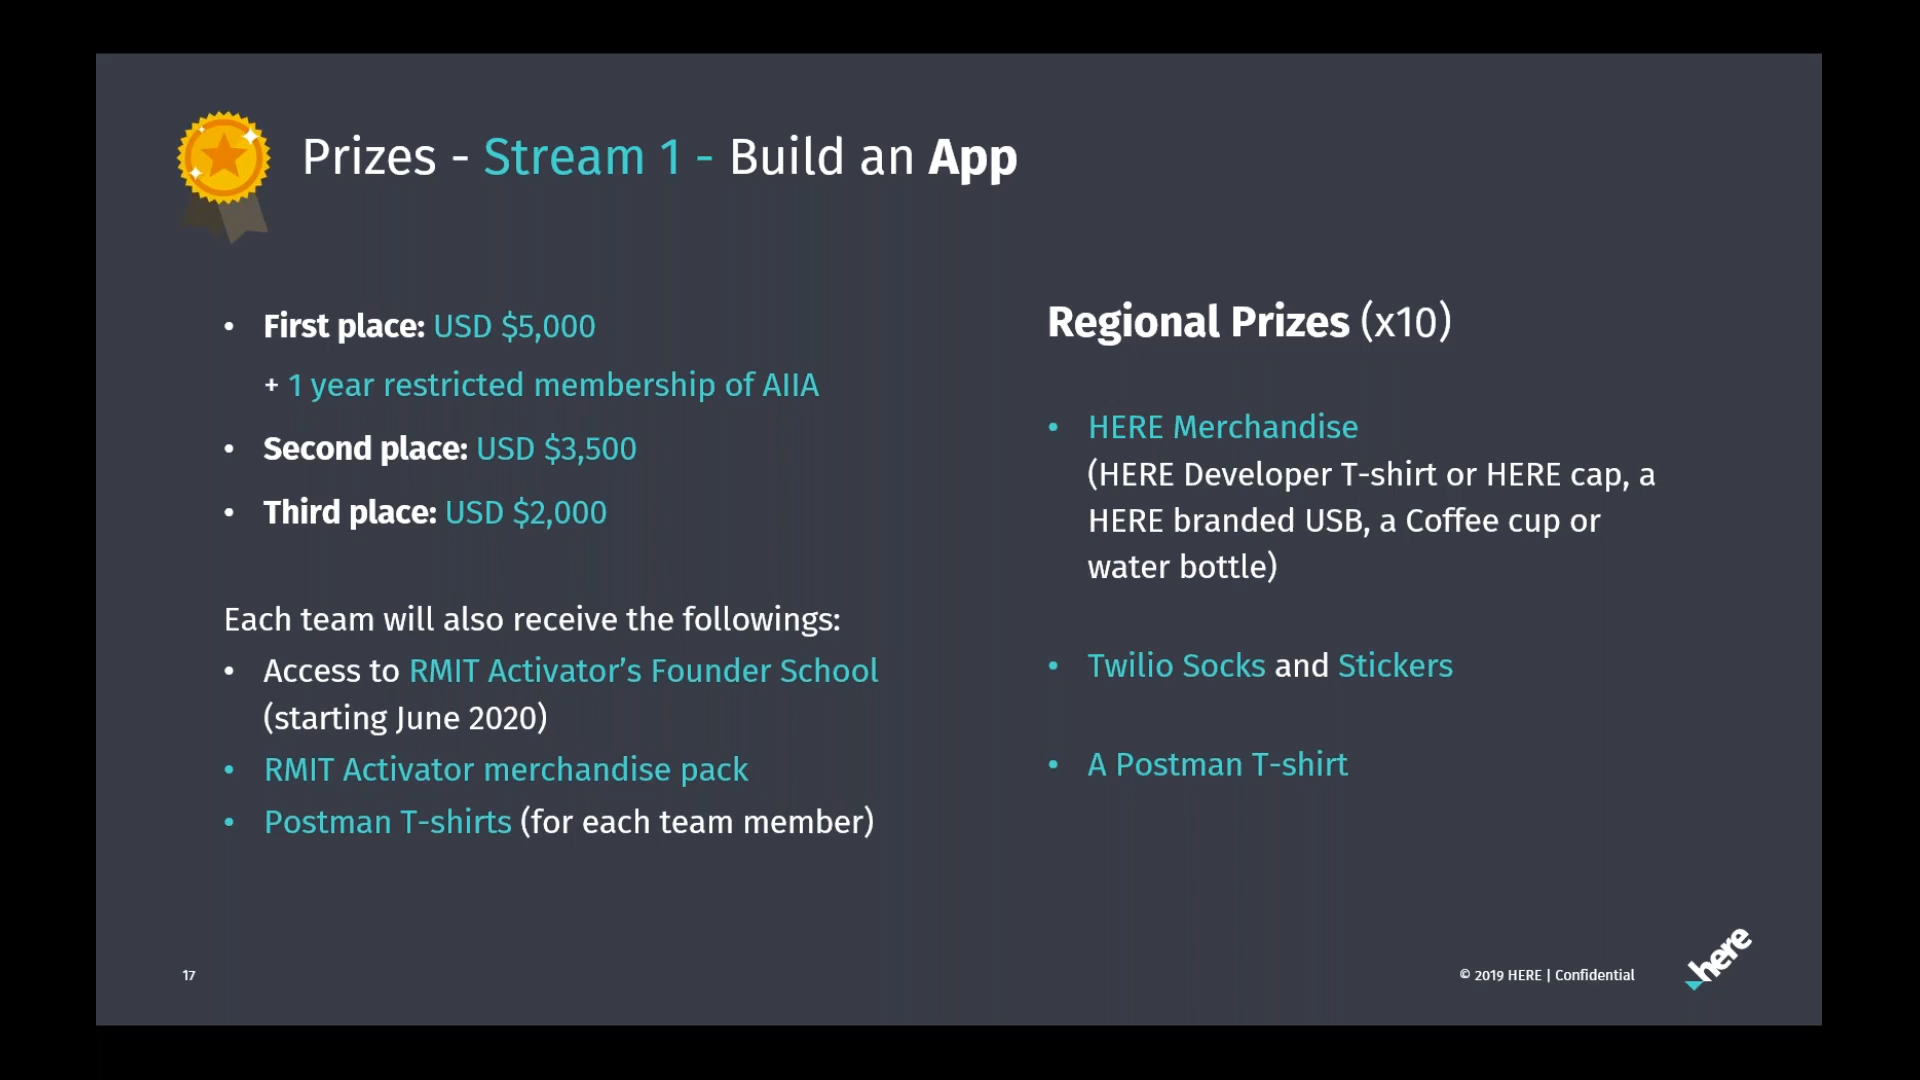 Prizes - Stream 1 - Build an App
• First place: USD $5,000
+ 1 year restricted membership of AIIA
• Second place: USD $3,500
• Third place: USD $2,000
Each team will also receive the followings:
• Access to RMIT Activator’s Founder School
(starting June 2020)
• RMIT Activator merchandise pack
• Postman T-shirts (for each team member)
Regional Prizes (x10)
• HERE Merchandise
(HERE Developer T-shirt or HERE cap, a
HERE branded USB, a Coffee cup or
water bottle)
• Twilio Socks and Stickers
• A Postman T-shirt
17
© 2019 HERE | Confidential
here